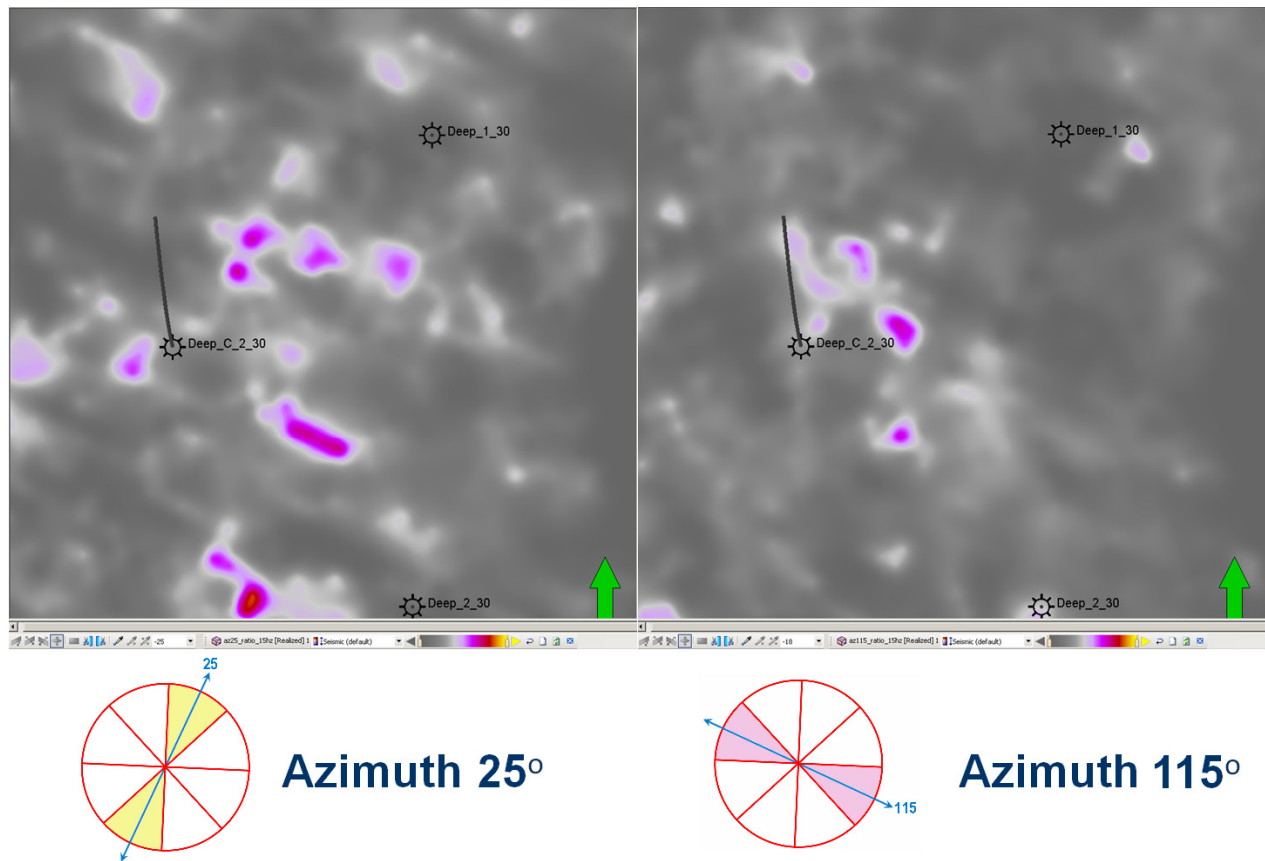 Deep_1_30
Deep_1_30
Deep_C_2_30
Deep_C_2_30
Deep_2_30
Deep_2_30
-25
az25_ratio_15hz [Realized] 1
Seismic (default)
-18
az115_ratio_15hz [Realized] 1
Seismic (default)
25
Azimuth 25º
115
Azimuth 115º